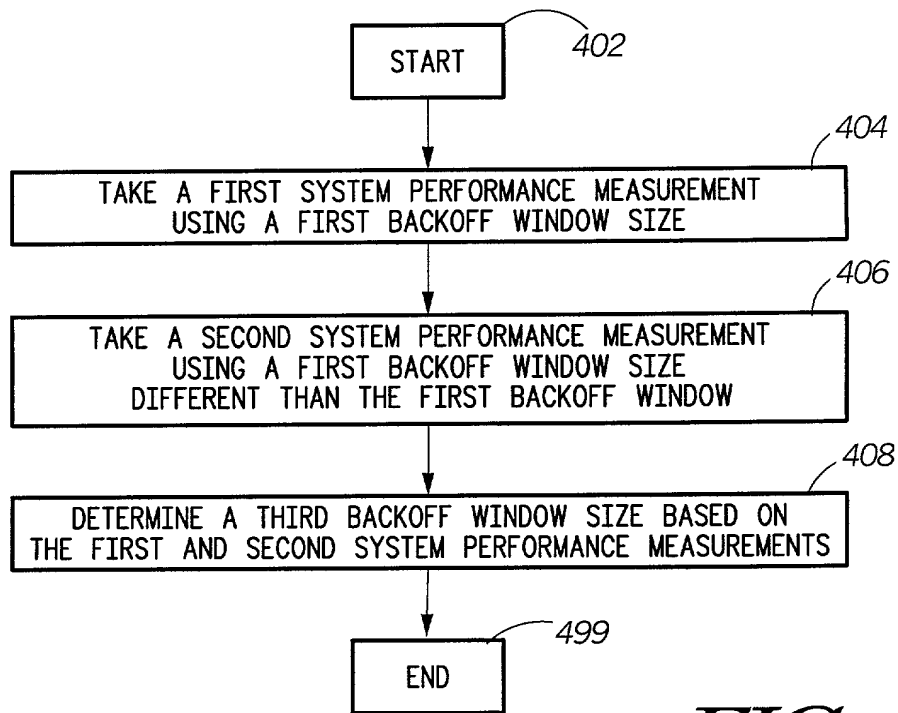 START
402
404
TAKE A FIRST SYSTEM PERFORMANCE MEASUREMENT
USING A FIRST BACKOFF WINDOW SIZE
406
TAKE A SECOND SYSTEM PERFORMANCE MEASUREMENT
USING A FIRST BACKOFF WINDOW SIZE
DIFFERENT THAN THE FIRST BACKOFF WINDOW
408
DETERMINE A THIRD BACKOFF WINDOW SIZE BASED ON
THE FIRST AND SECOND SYSTEM PERFORMANCE MEASUREMENTS
499
END